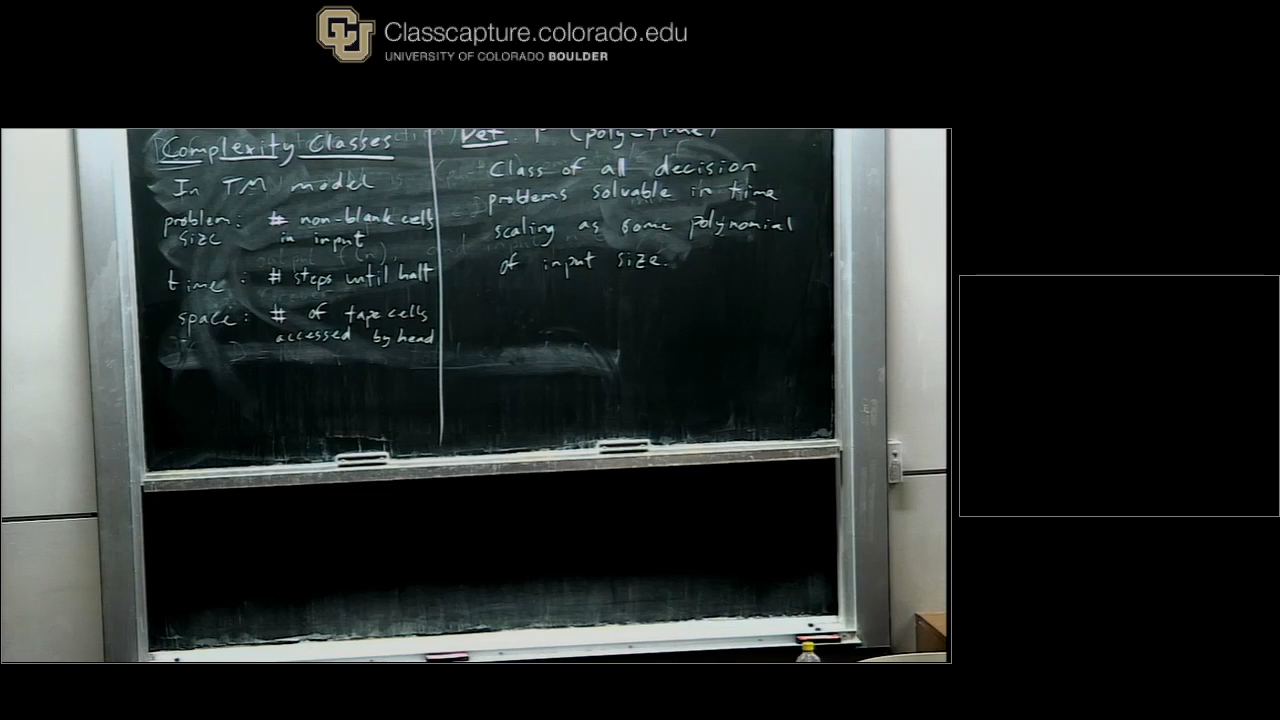 Classcapture.colorado.edu
UNIVERSITY OF COLORADO BOULDER
Complexity Classes
In TM model
problem size : # non-blank cells
in input
time : # steps until halt
space : # of tape cells
accessed by head
Def : P (poly-time)
Class of all decision
problems solvable in time
scaling as some polynomial
of input size.